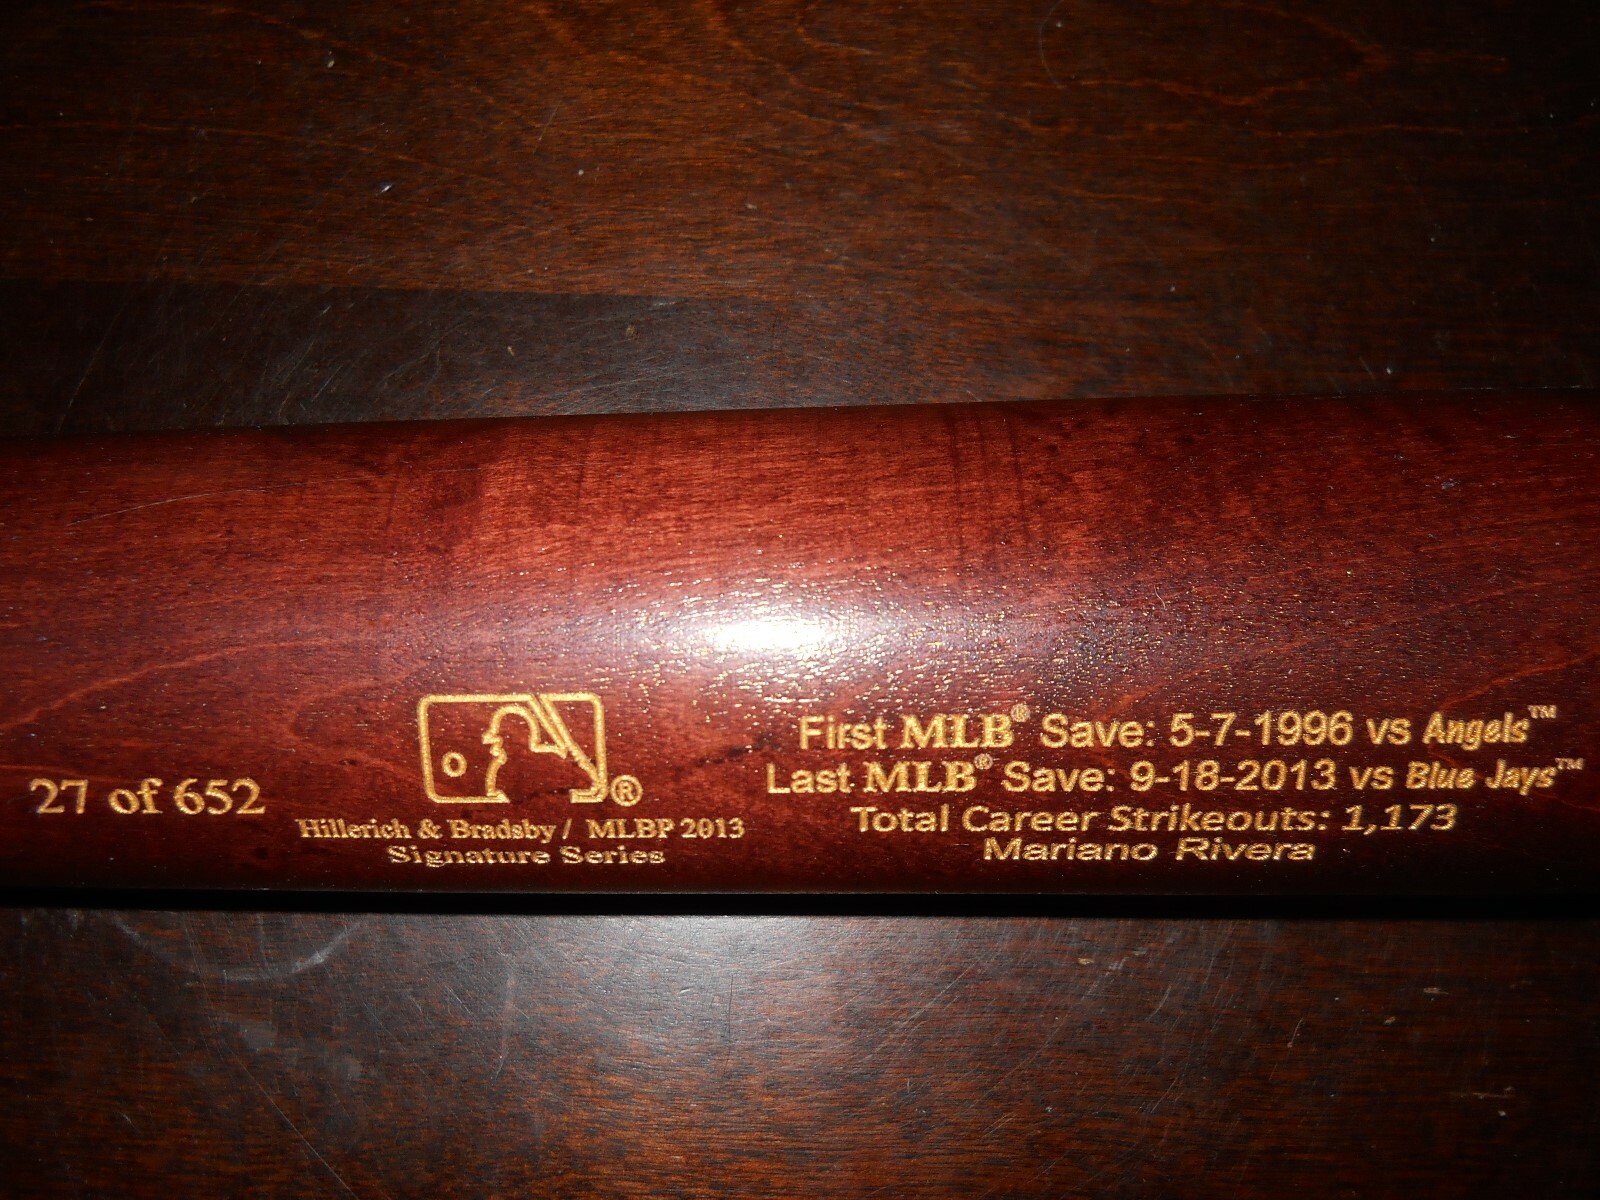 27 of 652
®
Hillerich & Bradsby / MLBP 2013
Signature Series
First MLB® Save: 5-7-1996 vs Angels™
Last MLB® Save: 9-18-2013 vs Blue Jays™
Total Career Strikeouts: 1,173
Mariano Rivera